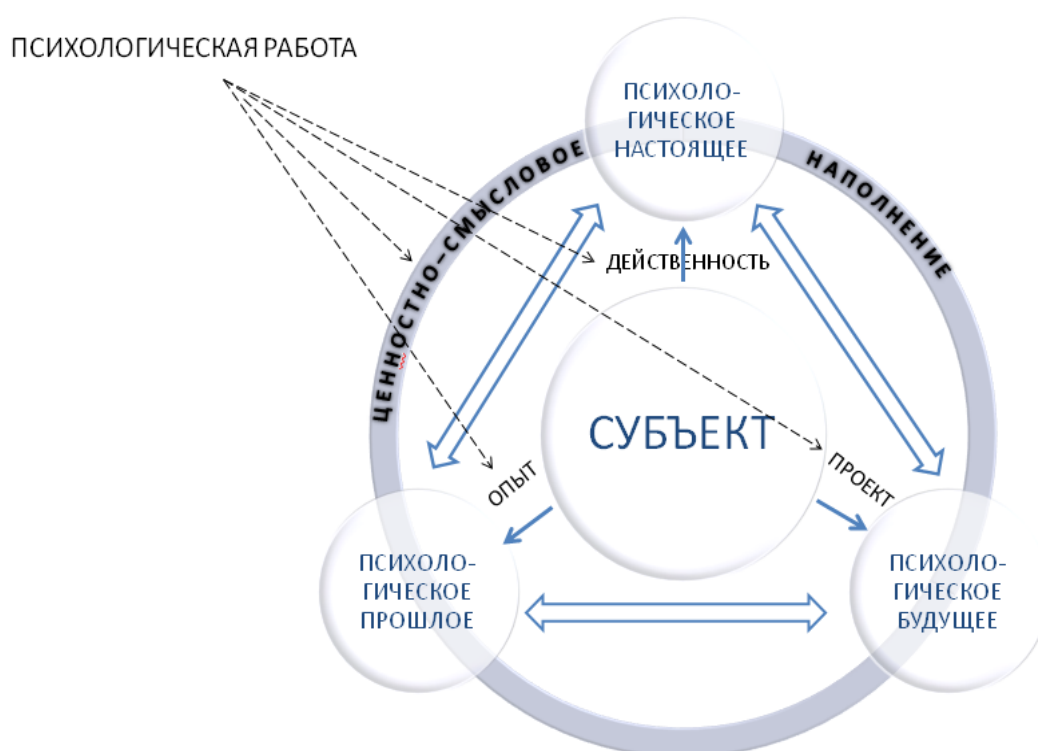 ПСИХОЛОГИЧЕСКАЯ РАБОТА
ПСИХОЛО-
ГИЧЕСКОЕ
НАСТОЯЩЕЕ
ЦЕННОСТНО-СМЫСЛОВОЕ
НАПОЛНЕНИЕ
ДЕЙСТВЕННОСТЬ
СУБЪЕКТ
ОПЫТ
ПРОЕКТ
ПСИХОЛО-
ГИЧЕСКОЕ
ПРОШЛОЕ
ПСИХОЛО-
ГИЧЕСКОЕ
БУДУЩЕЕ